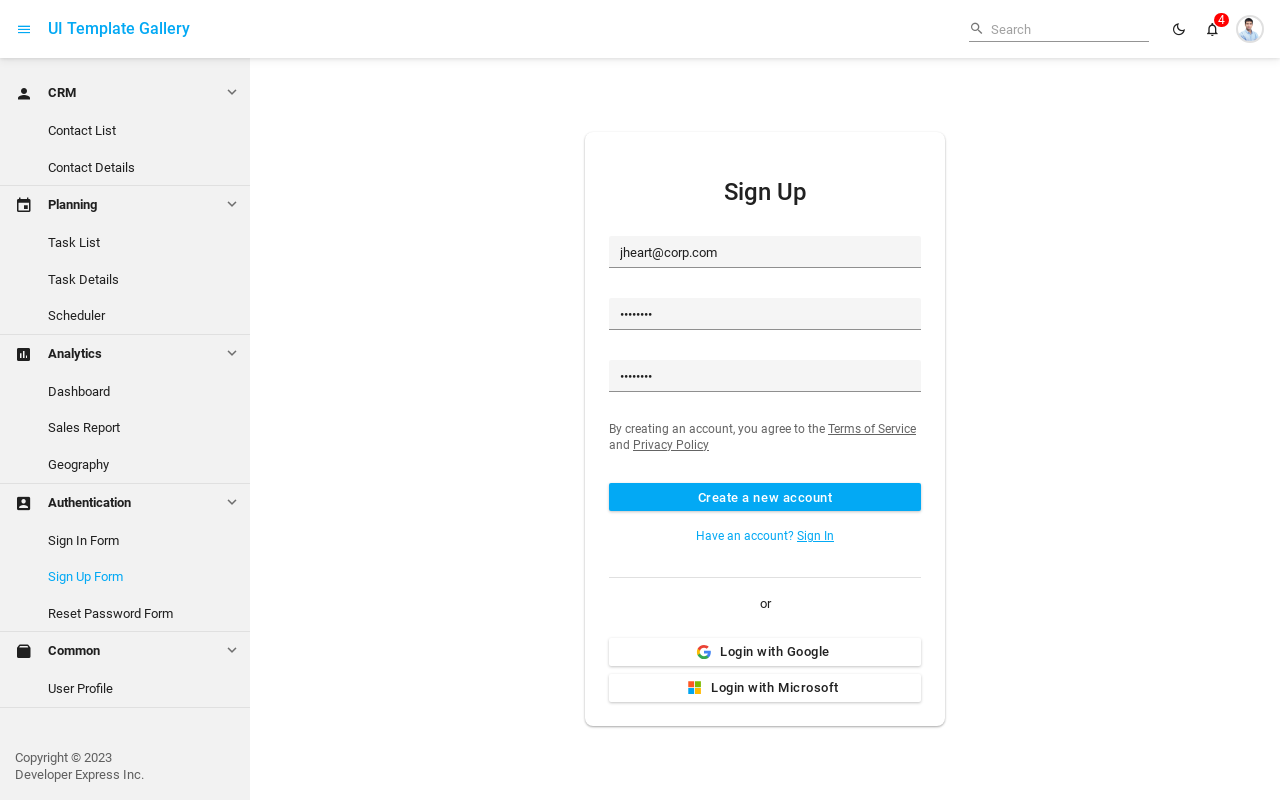 UI Template Gallery
Search
4
CRM
Contact List
Contact Details
Planning
Task List
Task Details
Scheduler
Analytics
Dashboard
Sales Report
Geography
Authentication
Sign In Form
Sign Up Form
Reset Password Form
Common
User Profile
Copyright © 2023
Developer Express Inc.
Sign Up
jheart@corp.com
••••••••
••••••••
By creating an account, you agree to the Terms of Service
and Privacy Policy
Create a new account
Have an account? Sign In
or
Login with Google
Login with Microsoft